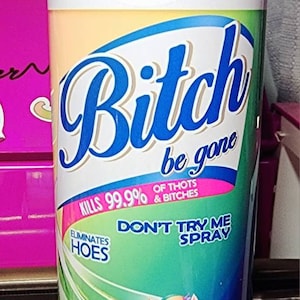 Bitch
be gone
KILLS 99.9% OF THOTS
& BITCHES
ELIMINATES
HOES
DON'T TRY ME
SPRAY